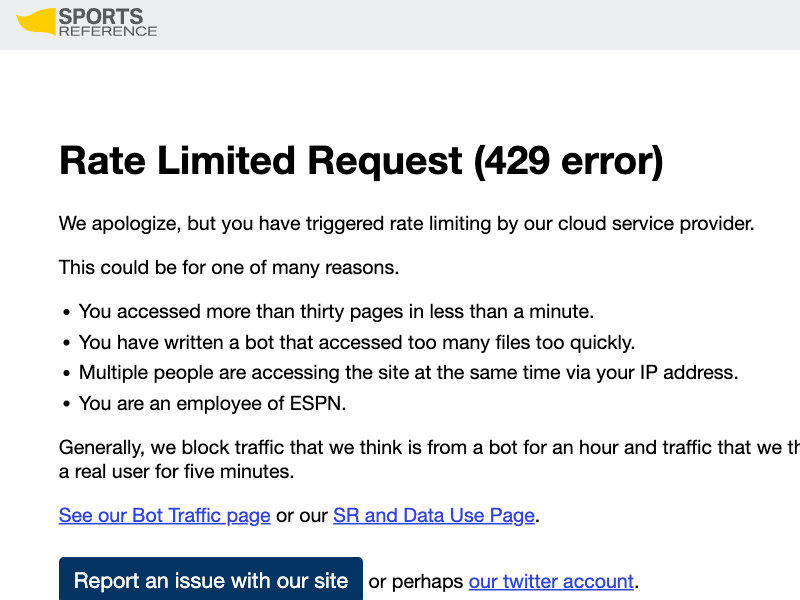 SPORTS
REFERENCE
Rate Limited Request (429 error)
We apologize, but you have triggered rate limiting by our cloud service provider.
This could be for one of many reasons.
• You accessed more than thirty pages in less than a minute.
• You have written a bot that accessed too many files too quickly.
• Multiple people are accessing the site at the same time via your IP address.
• You are an employee of ESPN.
Generally, we block traffic that we think is from a bot for an hour and traffic that we
a real user for five minutes.
See our Bot Traffic page or our SR and Data Use Page.
Report an issue with our site or perhaps our twitter account.